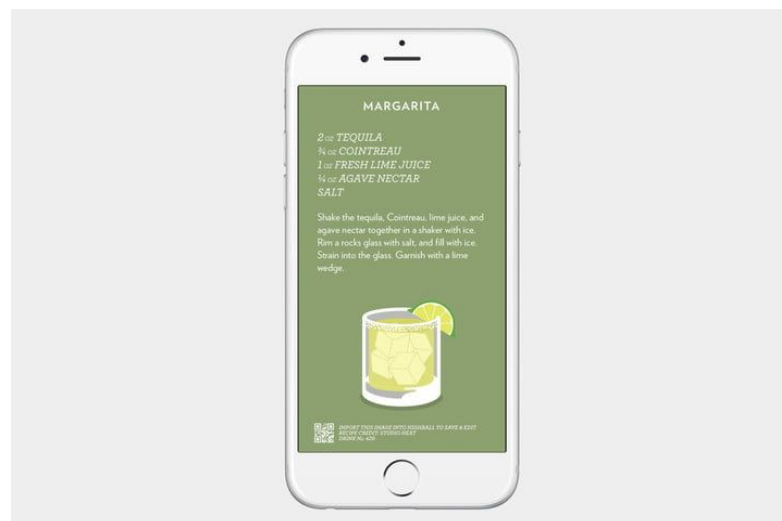 MARGARITA
2 oz TEQUILA
¾ oz COINTREAU
1 oz FRESH LIME JUICE
¼ oz AGAVE NECTAR
SALT
Shake the tequila, Cointreau, lime juice, and
agave nectar together in a shaker with ice.
Rim a rocks glass with salt, and fill with ice.
Strain into the glass. Garnish with a lime
wedge.
IMPORT THIS IMAGE INTO HIGHBALL TO SAVE & EDIT
RECIPE CREDIT: STUDIO NEAT
DRINK No.